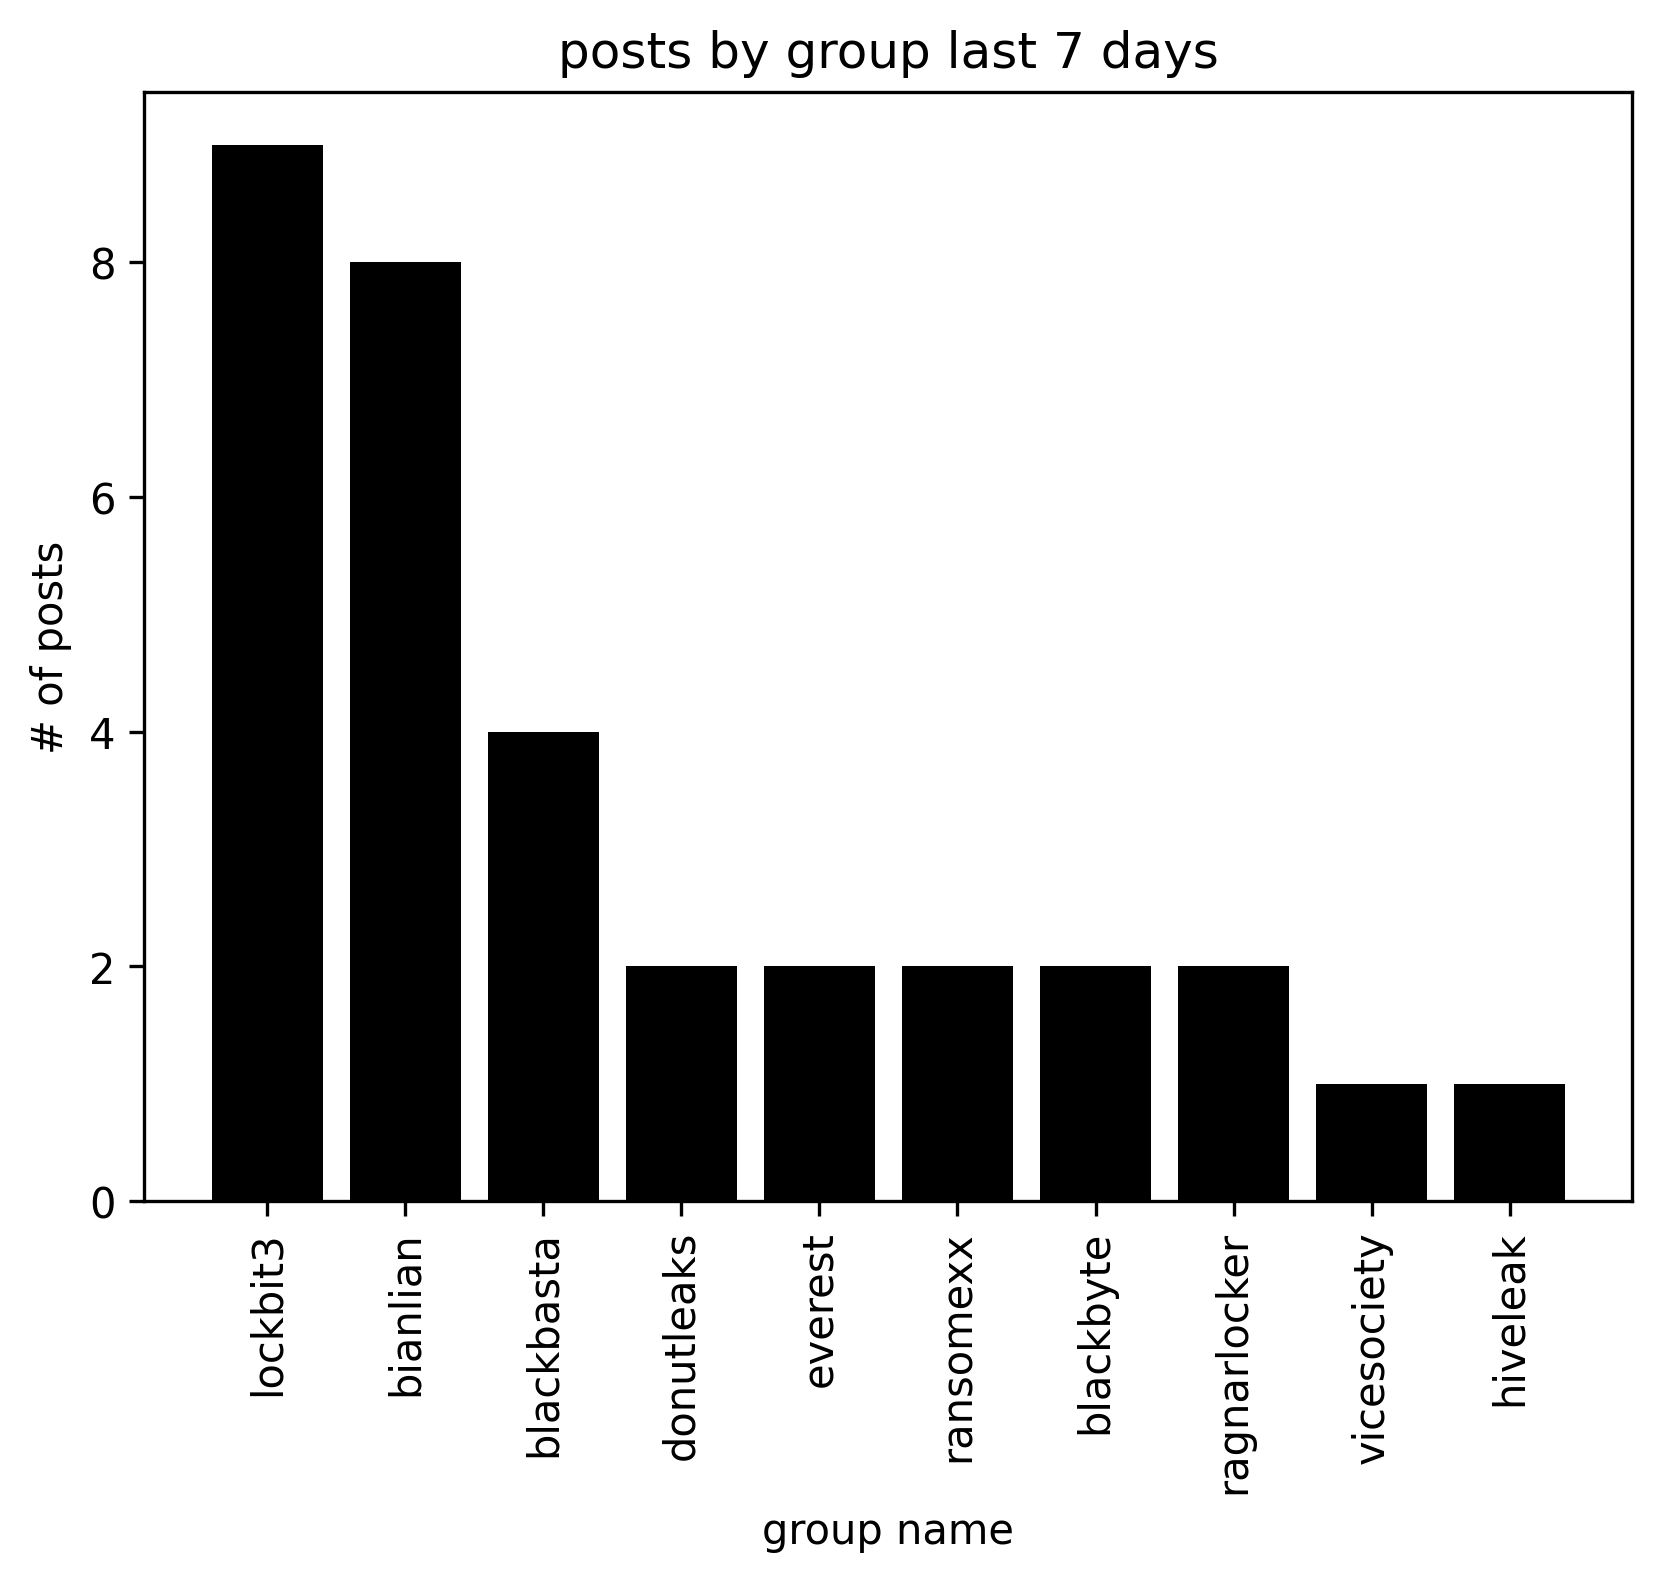 posts by group last 7 days
# of posts
8
6
4
2
0
lockbit3
bianlian
blackbasta
donutleaks
everest
ransomexx
blackbyte
ragnarlocker
vicesociety
hiveleak
group name